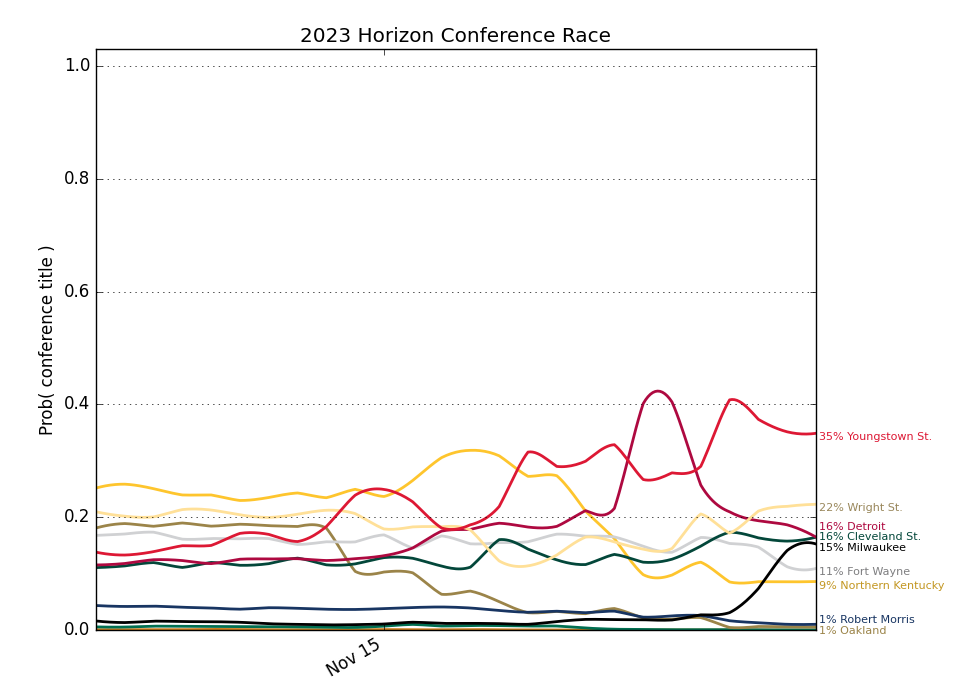 2023 Horizon Conference Race
1.0
0.8
0.6
0.4
0.2
0.0
Prob( conference title )
Nov 15
35% Youngstown St.
22% Wright St.
16% Detroit
16% Cleveland St.
15% Milwaukee
11% Fort Wayne
9% Northern Kentucky
1% Robert Morris
1% Oakland